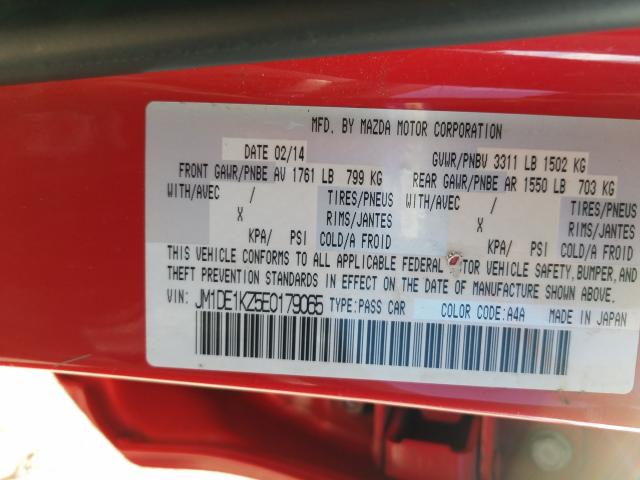 MFD. BY MAZDA MOTOR CORPORATION
DATE 02/14 GVWR/PNBV 3311 LB 1502 KG
FRONT GAWR/PNBE AV 1761 LB 799 KG REAR GAWR/PNBE AR 1550 LB 703 KG
WITH/AVEC / TIRES/PNEUS WITH/AVEC / TIRES/PNEUS
X RIMS/JANTES X RIMS/JANTES
KPA/ PSI COLD/A FROID KPA/ PSI COLD/A FROID
THIS VEHICLE CONFORMS TO ALL APPLICABLE FEDERAL TOR VEHICLE SAFETY, BUMPER, AND
THEFT PREVENTION STANDARDS IN EFFECT ON THE DATE OF MANUFACTURE SHOWN ABOVE.
VIN: JM1DE1KZ5E0179065 TYPE:PASS CAR COLOR CODE: A4A MADE IN JAPAN